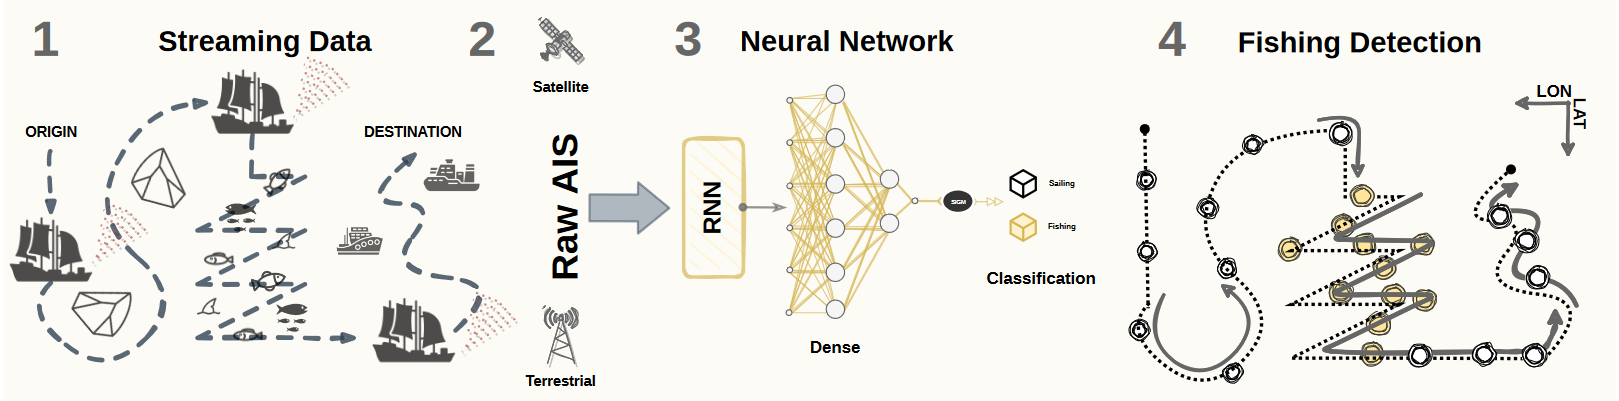 1 Streaming Data
ORIGIN
DESTINATION
2
Satellite
Raw AIS
Terrestrial
3 Neural Network
RNN
Dense
SIGM
Sailing
Fishing
Classification
4 Fishing Detection
LON
LAT